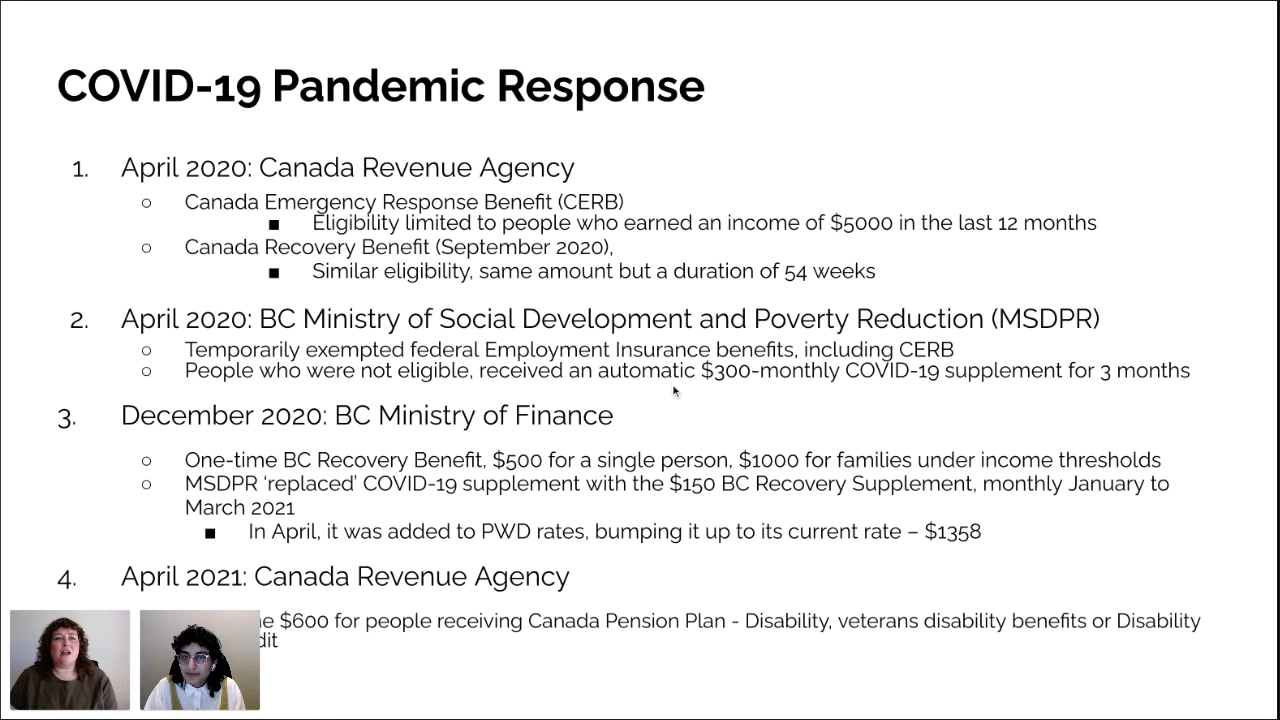 COVID-19 Pandemic Response
1. April 2020: Canada Revenue Agency
○ Canada Emergency Response Benefit (CERB)
■ Eligibility limited to people who earned an income of $5000 in the last 12 months
○ Canada Recovery Benefit (September 2020),
■ Similar eligibility, same amount but a duration of 54 weeks
2. April 2020: BC Ministry of Social Development and Poverty Reduction (MSDPR)
○ Temporarily exempted federal Employment Insurance benefits, including CERB
○ People who were not eligible, received an automatic $300-monthly COVID-19 supplement for 3 months
3. December 2020: BC Ministry of Finance
○ One-time BC Recovery Benefit, $500 for a single person, $1000 for families under income thresholds
○ MSDPR ‘replaced’ COVID-19 supplement with the $150 BC Recovery Supplement, monthly January to
March 2021
■ In April, it was added to PWD rates, bumping it up to its current rate – $1358
4. April 2021: Canada Revenue Agency
$600 for people receiving Canada Pension Plan - Disability, veterans disability benefits or Disability